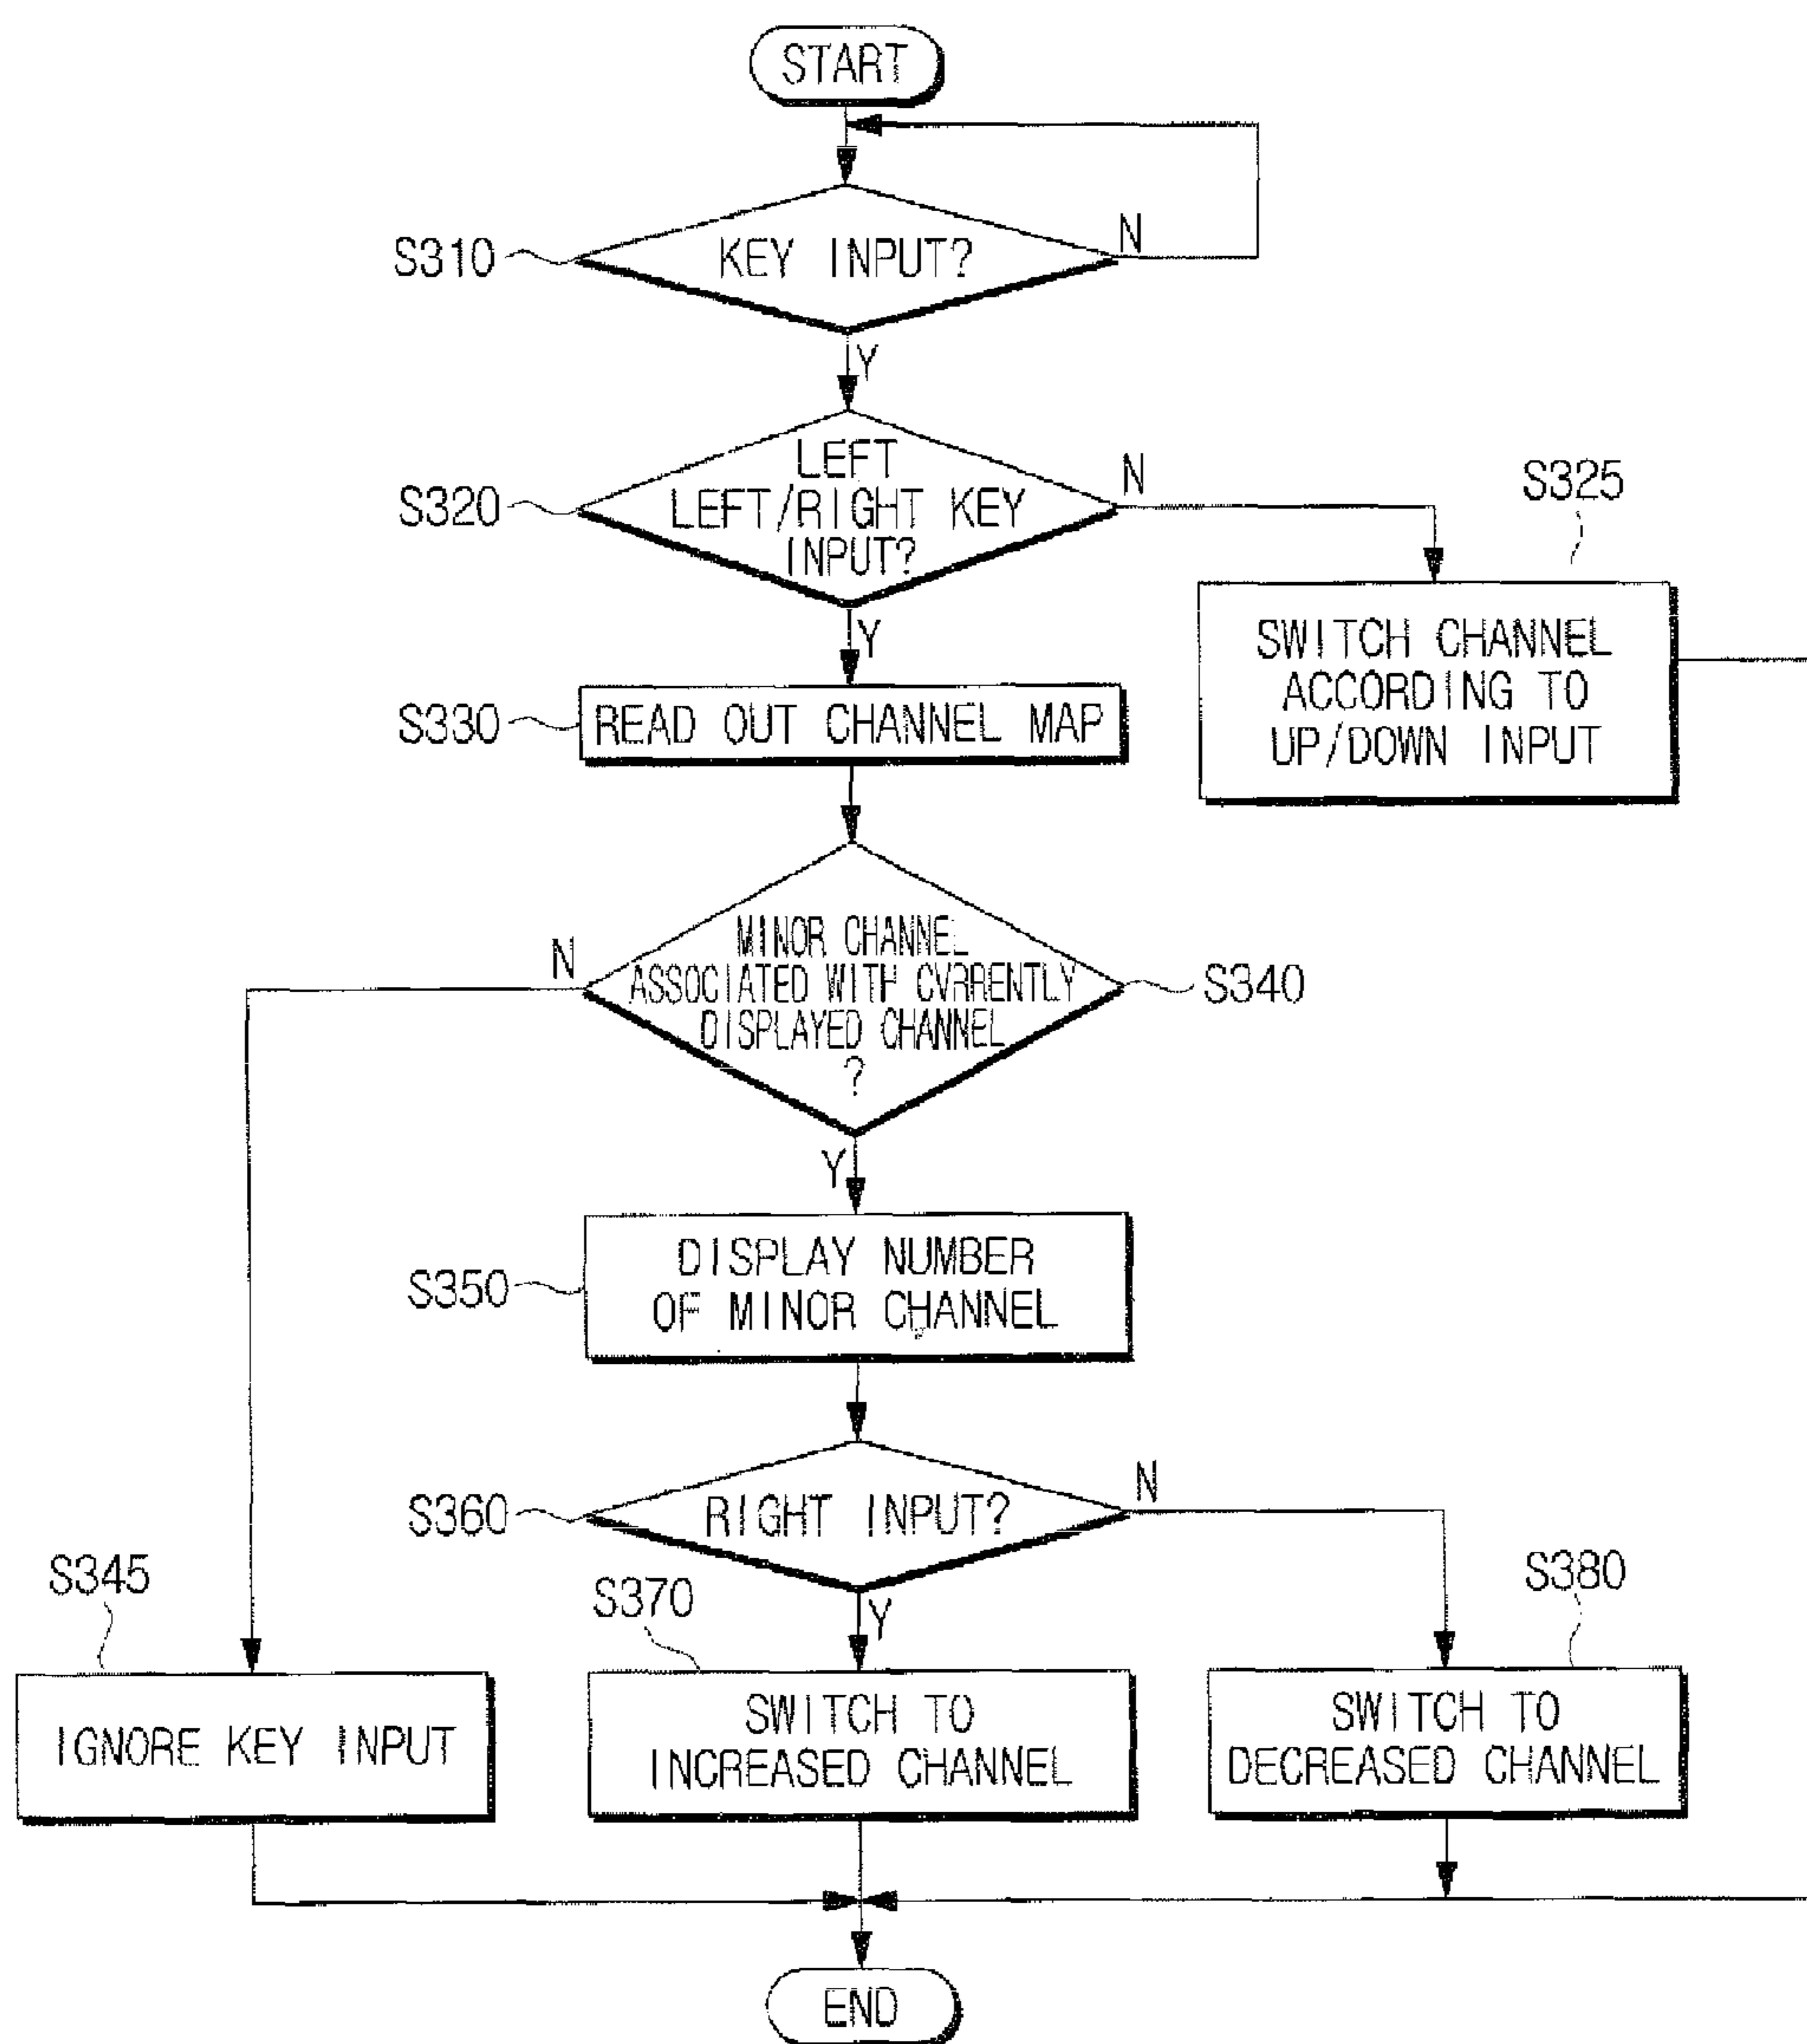 START
S310
KEY INPUT?
N
Y
S320
LEFT
LEFT/RIGHT KEY
INPUT?
N
S325
SWITCH CHANNEL
ACCORDING TO
UP/DOWN INPUT
Y
S330
READ OUT CHANNEL MAP
N
MINOR CHANNEL
ASSOCIATED WITH CVRRENTLY
DISPLAYED CHANNEL
?
S340
Y
S350
DISPLAY NUMBER
OF MINOR CHANNEL
S360
RIGHT INPUT?
N
Y
S345
IGNORE KEY INPUT
S370
SWITCH TO
INCREASED CHANNEL
S380
SWITCH TO
DECREASED CHANNEL
END